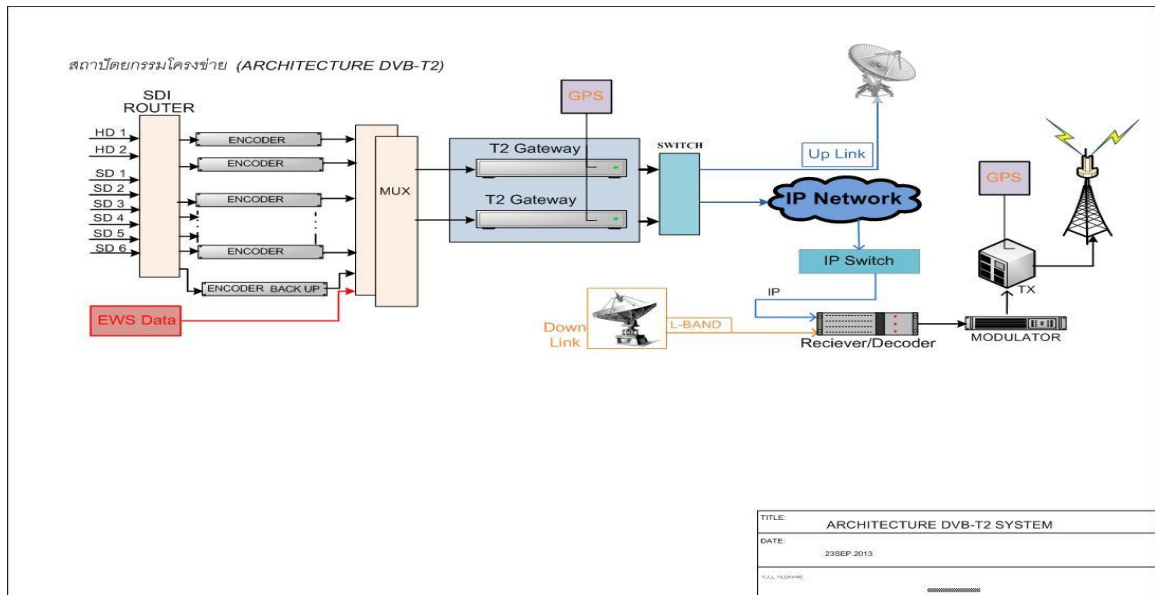 สถาปัตยกรรมโครงข่าย (ARCHITECTURE DVB-T2)
SDI
ROUTER
HD 1
HD 2
SD 1
SD 2
SD 3
SD 4
SD 5
SD 6
ENCODER
ENCODER
ENCODER
ENCODER
ENCODER BACK UP
EWS Data
MUX
GPS
T2 Gateway
T2 Gateway
SWITCH
Up Link
IP Network
IP Switch
IP
Down
Link
L-BAND
Reciever/Decoder
MODULATOR
GPS
TX
TITLE:
ARCHITECTURE DVB-T2 SYSTEM
DATE:
23SEP.2013